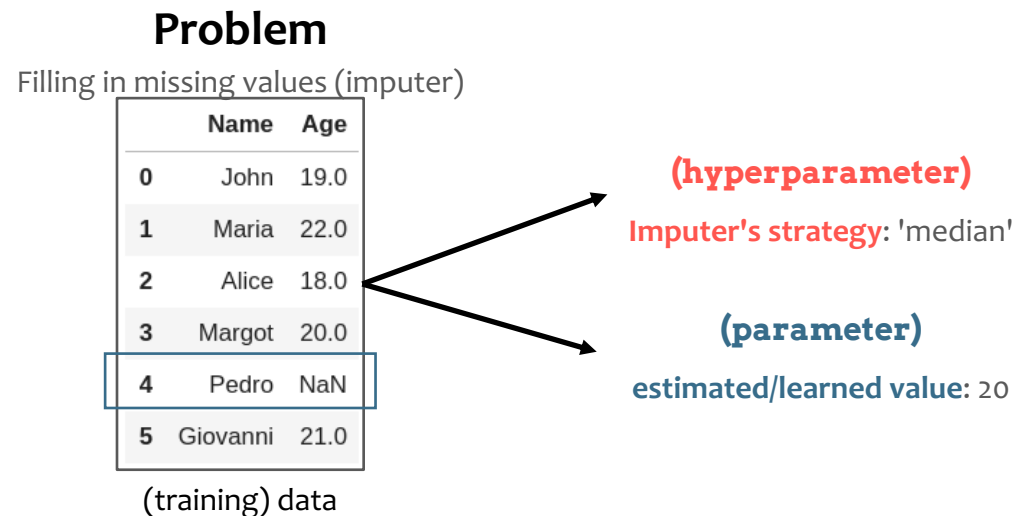 Problem
Filling in missing values (imputer)
Name Age
0 John 19.0
1 Maria 22.0
2 Alice 18.0
3 Margot 20.0
4 Pedro NaN
5 Giovanni 21.0
(training) data
(hyperparameter)
Imputer's strategy: 'median'
(parameter)
estimated/learned value: 20